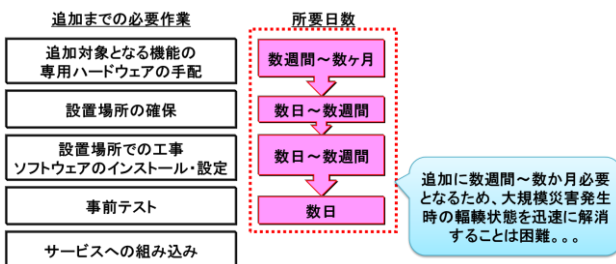 追加までの必要作業
所要日数
追加対象となる機能の
専用ハードウェアの手配
数週間～数ヶ月
設置場所の確保
数日～数週間
設置場所での工事
ソフトウェアのインストール・設定
数日～数週間
事前テスト
数日
サービスへの組み込み
追加に数週間～数か月必要
となるため、大規模災害発生
時の輻輳状態を迅速に解消
することは困難。。。